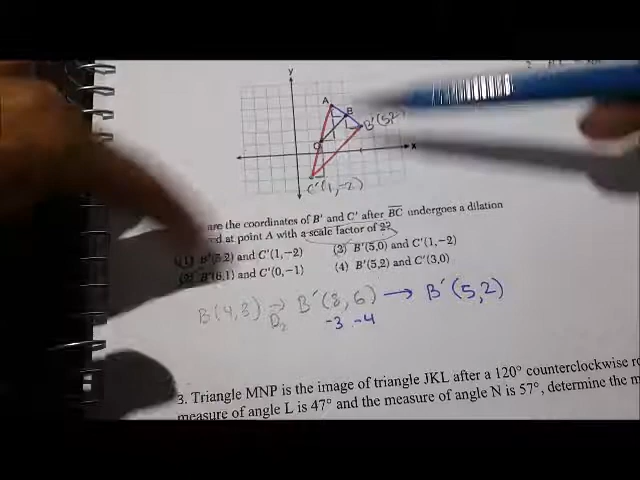 y
A
B
B'(5,
C
x
C'(1,-2)
are the coordinates of B' and C' after BC undergoes a dilation
ed at point A with a scale factor of 2?
(1) B'(5,2) and C'(1,-2) (3) B'(5,0) and C'(1,-2)
(2) B'(6,1) and C'(0,-1) (4) B'(5,2) and C'(3,0)
B(4,3) → B'(8,6) → B'(5,2)
D₂ -3 -4
3. Triangle MNP is the image of triangle JKL after a 120° counterclockwise
measure of angle L is 47° and the measure of angle N is 57°, determine the